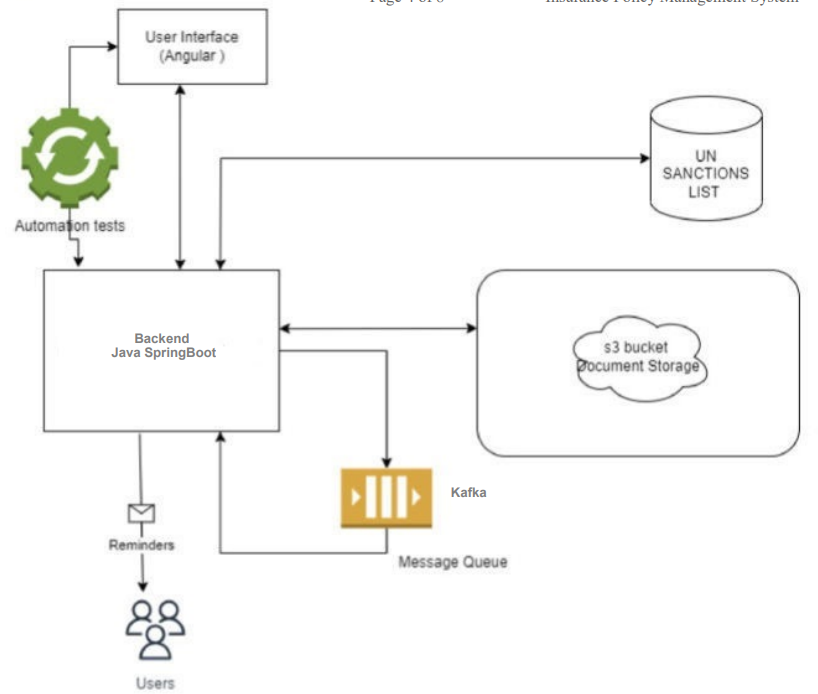 Insurance Policy Management System
User Interface
(Angular )
UN
SANCTIONS
LIST
Automation tests
Backend
Java SpringBoot
s3 bucket
Document Storage
Kafka
Reminders
Message Queue
Users